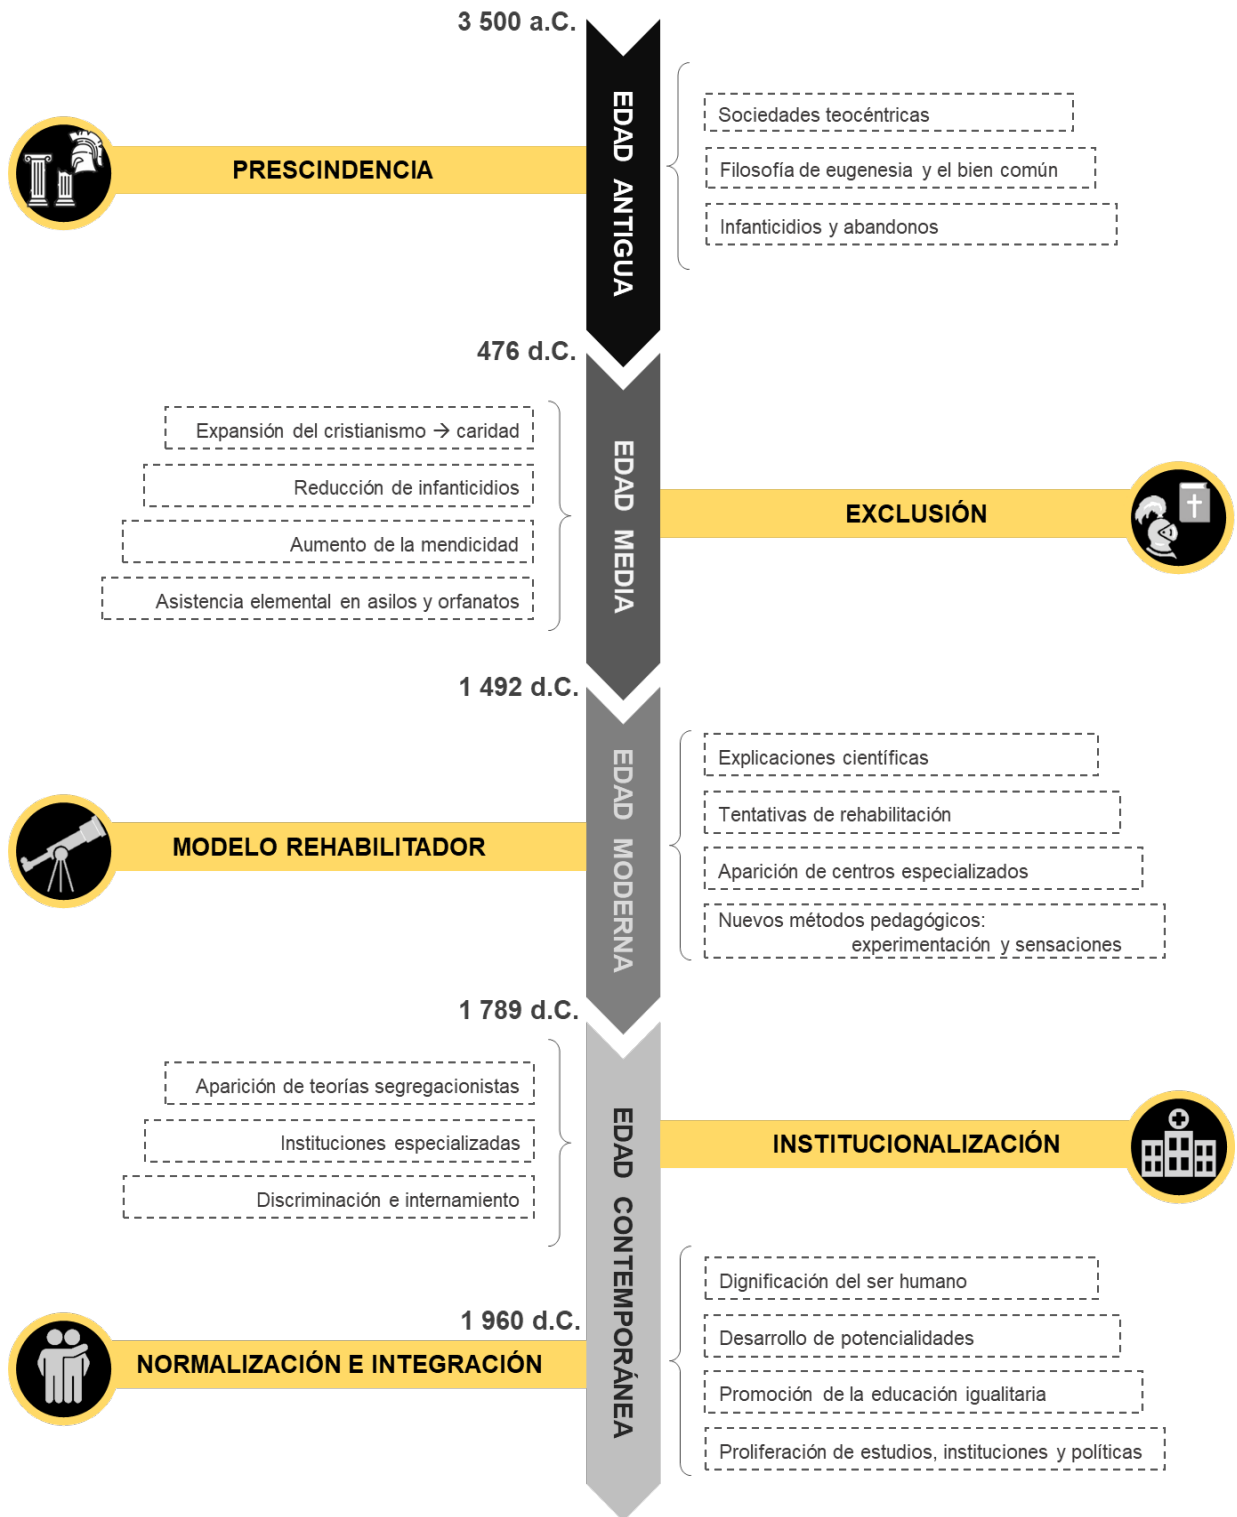 3 500 a.C.
EDAD ANTIGUA
PRESCINDENCIA
Sociedades teocéntricas
Filosofía de eugenesia y el bien común
Infanticidios y abandonos
476 d.C.
EDAD MEDIA
Expansión del cristianismo → caridad
Reducción de infanticidios
Aumento de la mendicidad
Asistencia elemental en asilos y orfanatos
EXCLUSIÓN
1 492 d.C.
EDAD MODERNA
MODELO REHABILITADOR
Explicaciones científicas
Tentativas de rehabilitación
Aparición de centros especializados
Nuevos métodos pedagógicos:
experimentación y sensaciones
1 789 d.C.
EDAD CONTEMPORÁNEA
Aparición de teorías segregacionistas
Instituciones especializadas
Discriminación e internamiento
INSTITUCIONALIZACIÓN
1 960 d.C.
NORMALIZACIÓN E INTEGRACIÓN
Dignificación del ser humano
Desarrollo de potencialidades
Promoción de la educación igualitaria
Proliferación de estudios, instituciones y políticas